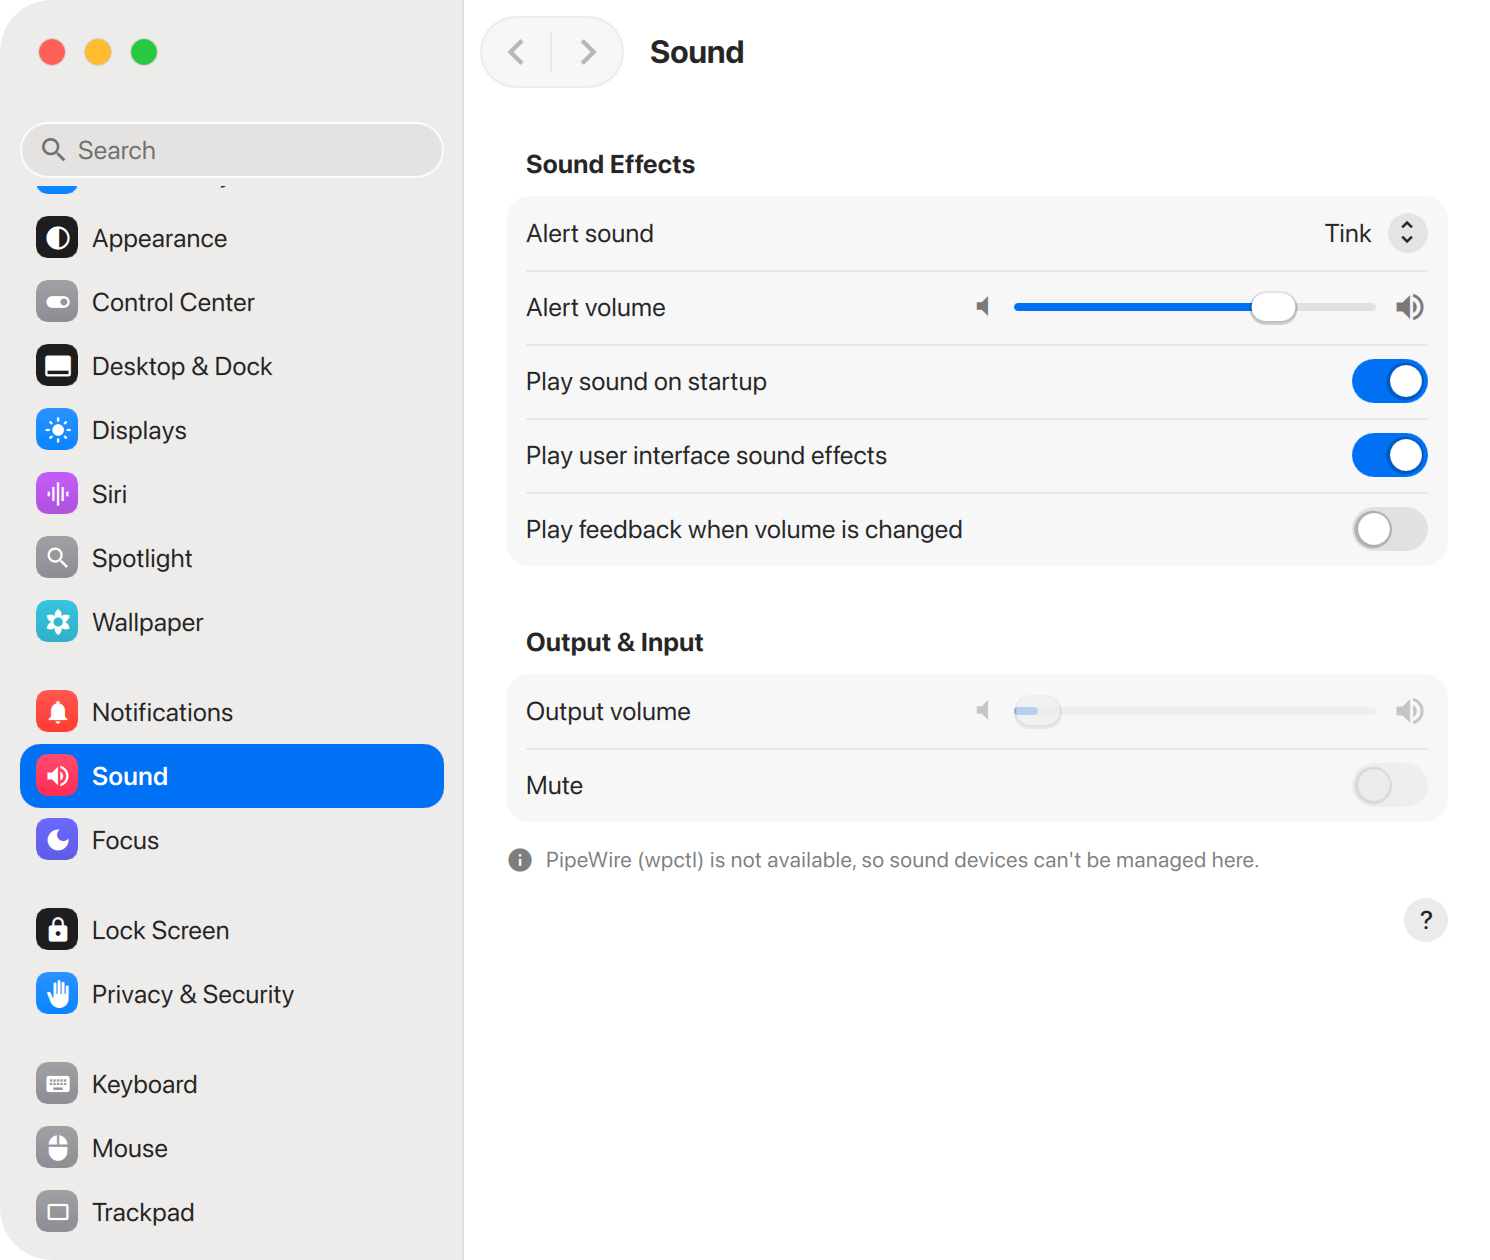 Search
Appearance
Control Center
Desktop & Dock
Displays
Siri
Spotlight
Wallpaper
Notifications
Sound
Focus
Lock Screen
Privacy & Security
Keyboard
Mouse
Trackpad
Sound
Sound Effects
Alert sound Tink
Alert volume
Play sound on startup
Play user interface sound effects
Play feedback when volume is changed
Output & Input
Output volume
Mute
PipeWire (wpctl) is not available, so sound devices can't be managed here.
?